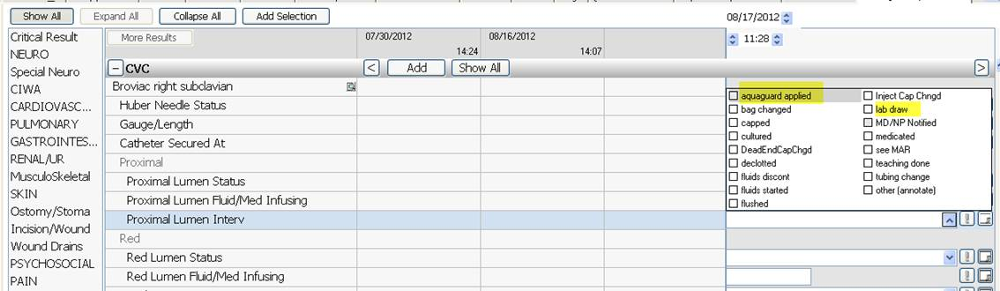 Show All Expand All Collapse All Add Selection
08/17/2012
11:28
Critical Result
NEURO
Special Neuro
CIWA
CARDIOVASC...
PULMONARY
GASTROINTES...
RENAL/UR
MusculoSkeletal
SKIN
Ostomy/Stoma
Incision/Wound
Wound Drains
PSYCHOSOCIAL
PAIN
More Results
07/30/2012 08/16/2012
14:24 14:07
CVC < Add Show All >
Broviac right subclavian
Huber Needle Status
Gauge/Length
Catheter Secured At
Proximal
Proximal Lumen Status
Proximal Lumen Fluid/Med Infusing
Proximal Lumen Interv
Red
Red Lumen Status
Red Lumen Fluid/Med Infusing
aquaguard applied
bag changed
capped
cultured
DeadEndCapChgd
declotted
fluids discont
fluids started
flushed
Inject Cap Chngd
lab draw
MD/NP Notified
medicated
see MAR
teaching done
tubing change
other (annotate)